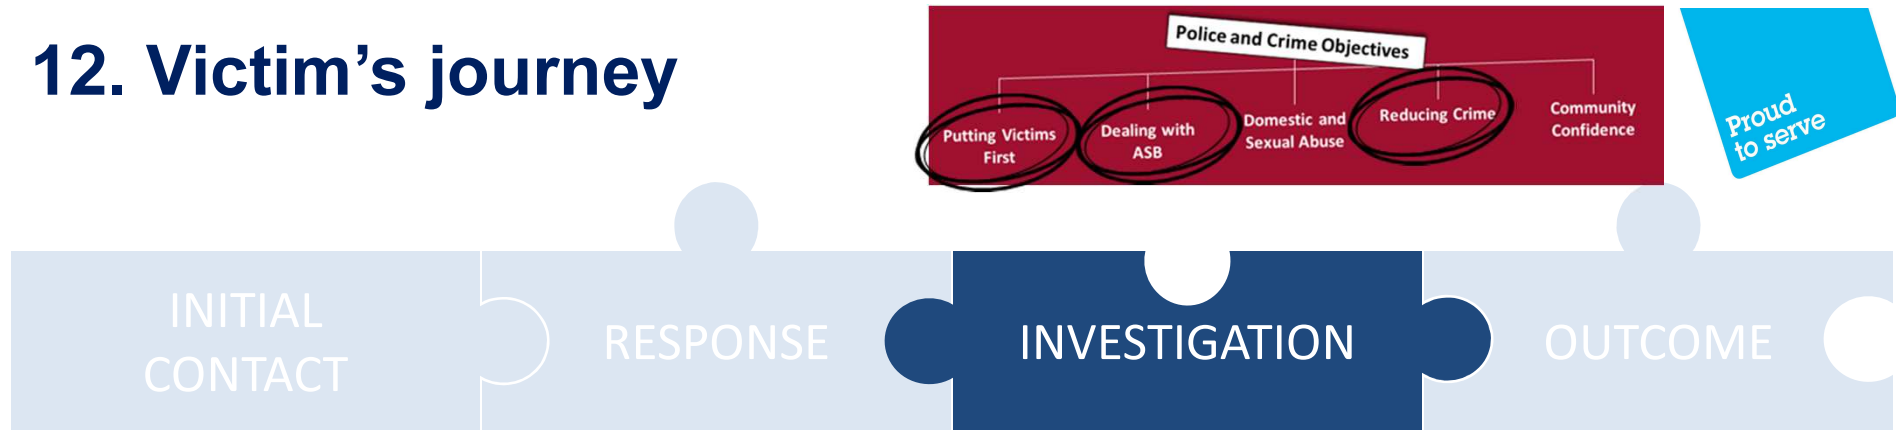 12. Victim’s journey
Police and Crime Objectives
Putting Victims
First
Dealing with
ASB
Domestic and
Sexual Abuse
Reducing Crime
Community
Confidence
Proud
to serve
INITIAL
CONTACT
RESPONSE
INVESTIGATION
OUTCOME